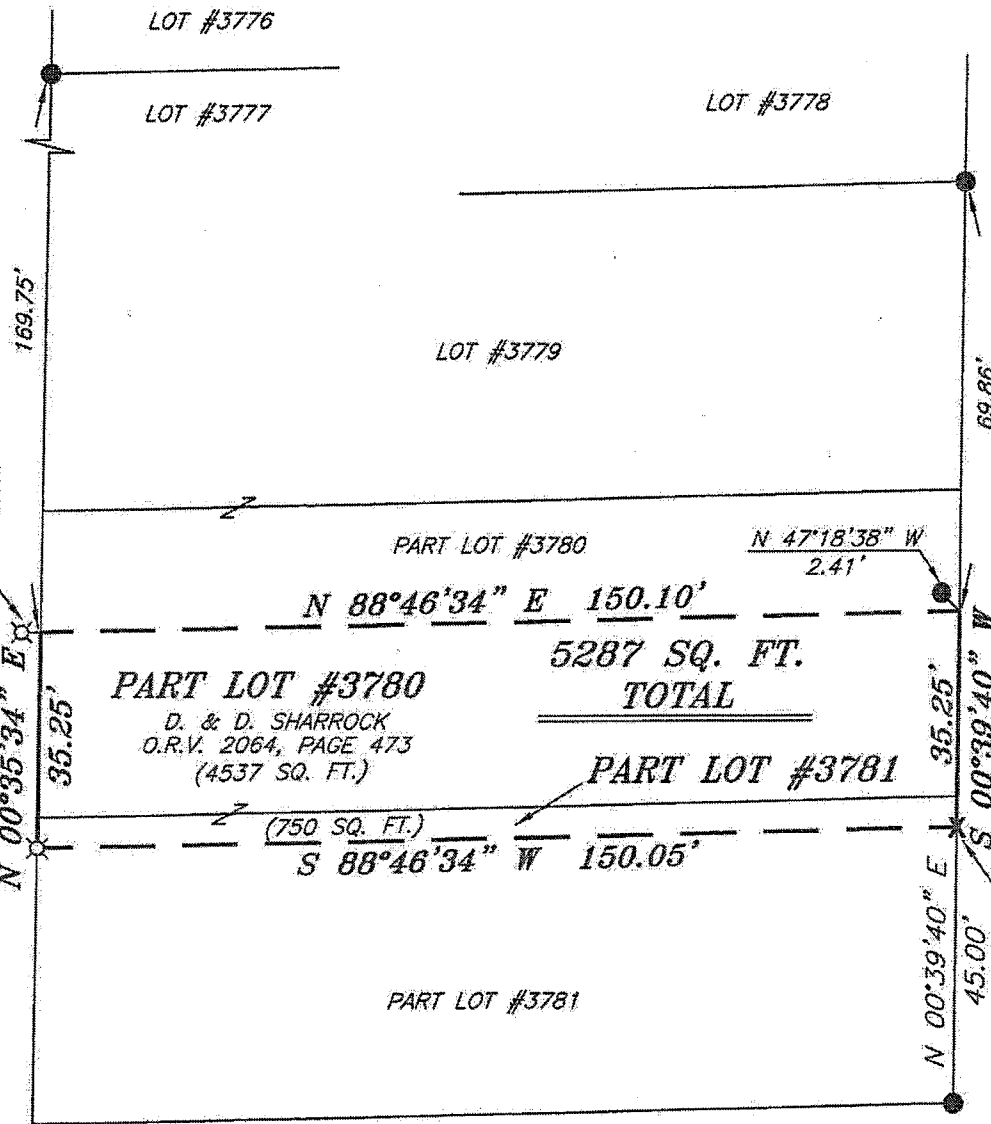 LOT #3776
LOT #3777
LOT #3778
169.75'
LOT #3779
69.86'
PART LOT #3780
N 47°18'38" W
2.41'
N 88°46'34" E 150.10'
5287 SQ. FT.
TOTAL
PART LOT #3780
D. & D. SHARROCK
O.R.V. 2064, PAGE 473
(4537 SQ. FT.)
N 00°35'34" E
35.25'
35.25'
S 00°39'40" W
PART LOT #3781
(750 SQ. FT.)
S 88°46'34" W 150.05'
N 00°39'40" E
45.00'
PART LOT #3781